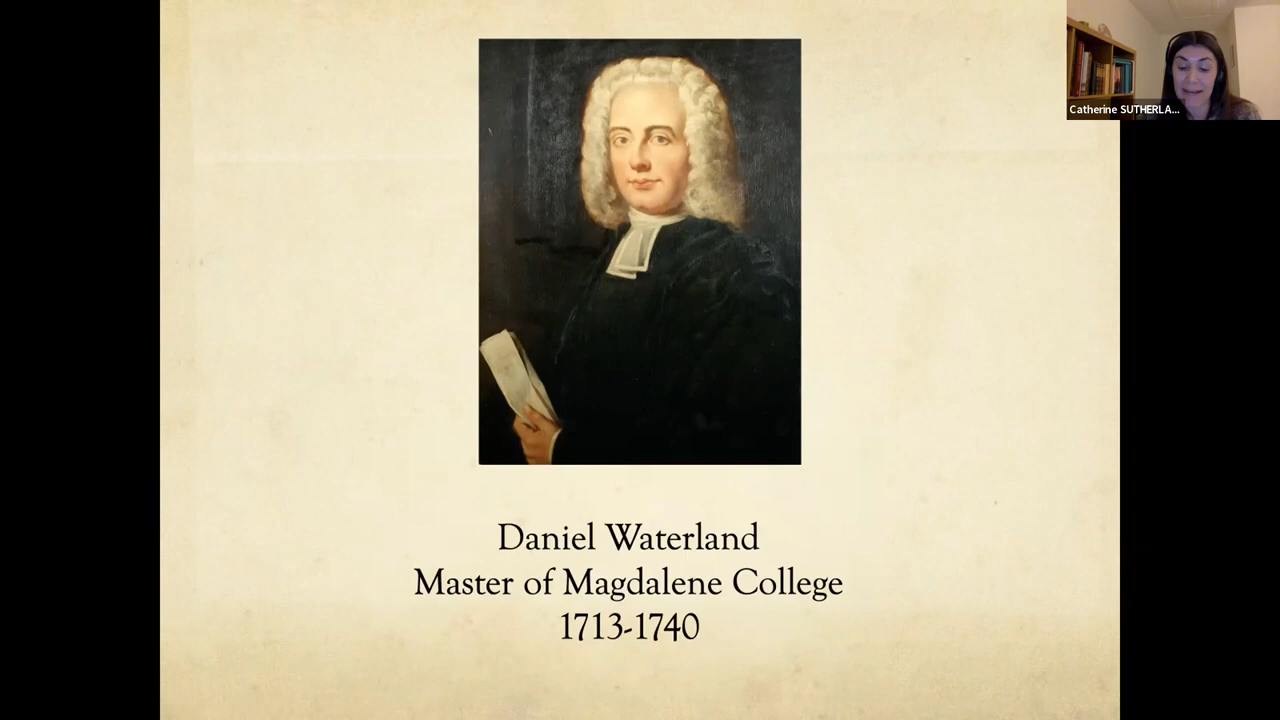 Catherine SUTHERLA...
Daniel Waterland
Master of Magdalene College
1713-1740